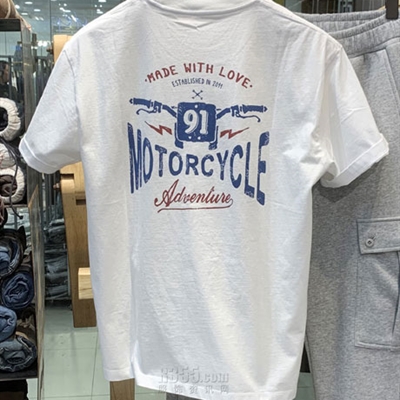 ·MADE WITH LOVE·
ESTABLISHED IN 2011
91
MOTORCYCLE
Adventure